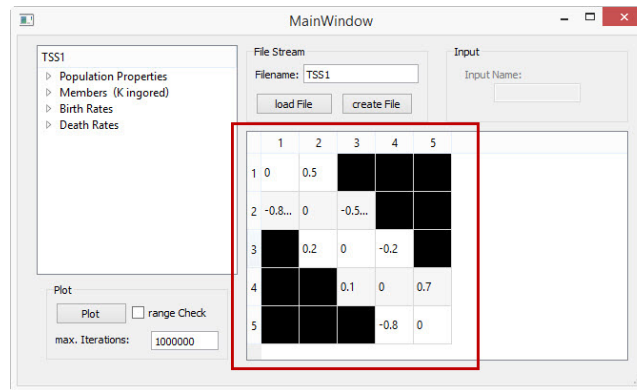 MainWindow
TSS1
Population Properties
Members (K ingored)
Birth Rates
Death Rates
File Stream
Filename: TSS1
load File create File
Input
Input Name:
1 2 3 4 5
1 0 0.5
2 -0.8... 0 -0.5...
3 0.2 0 -0.2
4 0.1 0 0.7
5 -0.8 0
Plot
Plot range Check
max. Iterations: 1000000